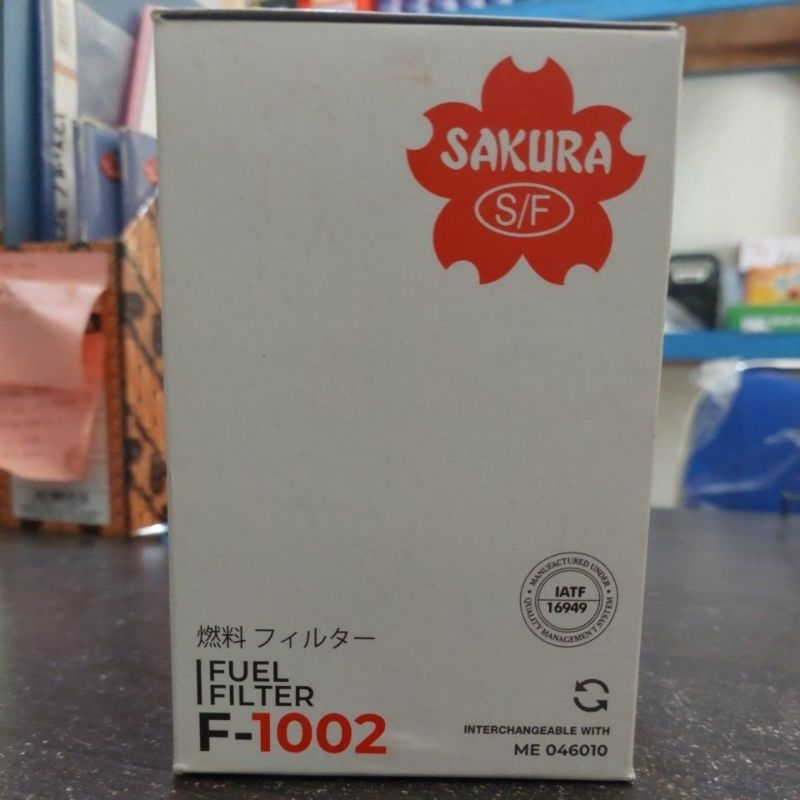 SAKURA
S/F
MANUFACTURED UNDER
IATF
16949
QUALITY MANAGEMENT SYSTEM
燃料 フィルター
FUEL
FILTER
F-1002
INTERCHANGEABLE WITH
ME 046010